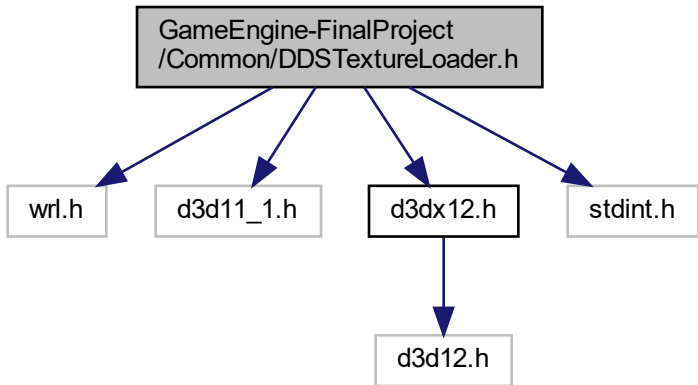 GameEngine-FinalProject
/Common/DDSTextureLoader.h
wrl.h
d3d11_1.h
d3dx12.h
stdint.h
d3d12.h